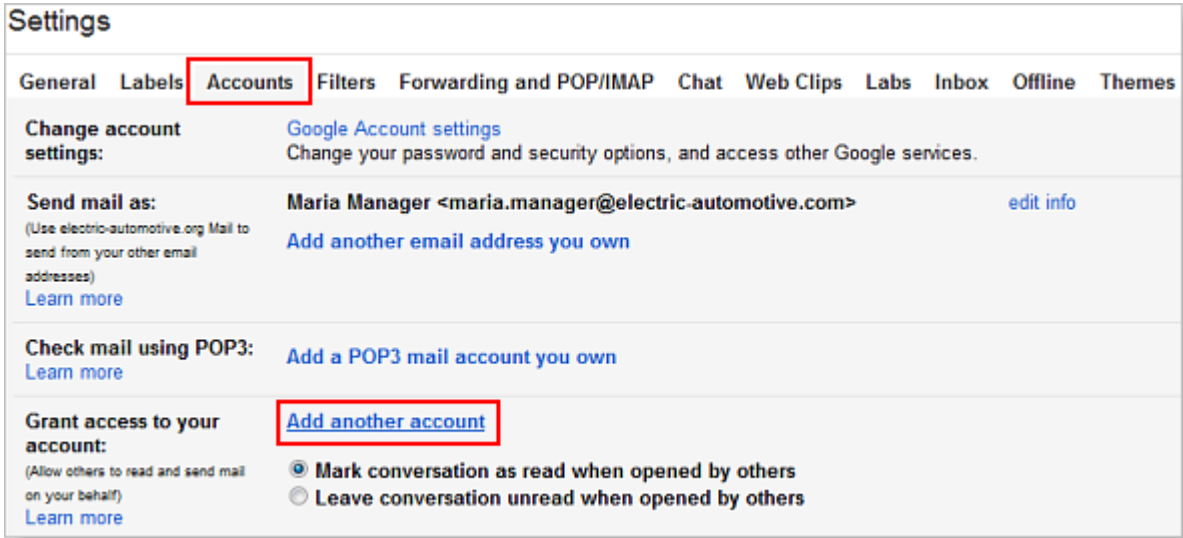 Settings
General Labels Accounts Filters Forwarding and POP/IMAP Chat Web Clips Labs Inbox Offline Themes
Change account
settings:
Google Account settings
Change your password and security options, and access other Google services.
Send mail as:
(Use electric-automotive.org Mail to
send from your other email
addresses)
Learn more
Maria Manager <maria.manager@electric-automotive.com>
edit info
Add another email address you own
Check mail using POP3:
Learn more
Add a POP3 mail account you own
Grant access to your
account:
(Allow others to read and send mail
on your behalf)
Learn more
Add another account
Mark conversation as read when opened by others
Leave conversation unread when opened by others